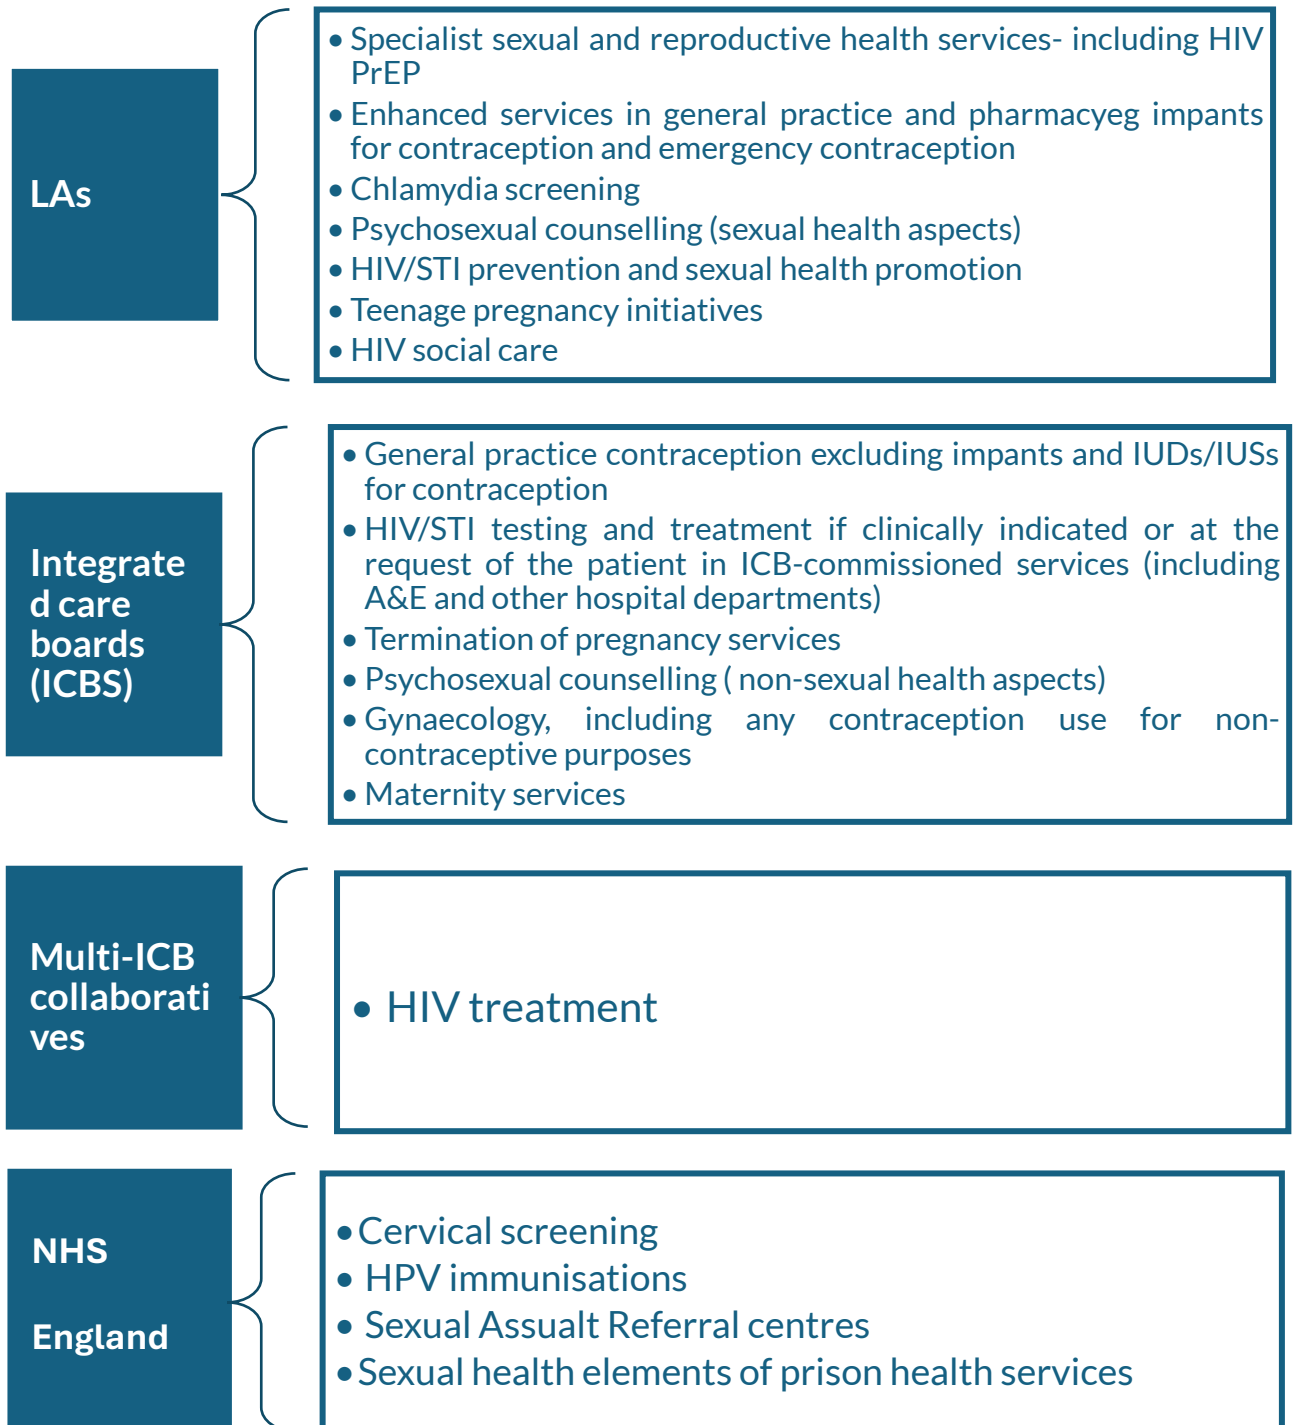 LAs
• Specialist sexual and reproductive health services- including HIV
PrEP
• Enhanced services in general practice and pharmacyeg impants
for contraception and emergency contraception
• Chlamydia screening
• Psychosexual counselling (sexual health aspects)
• HIV/STI prevention and sexual health promotion
• Teenage pregnancy initiatives
• HIV social care
Integrate
d care
boards
(ICBS)
• General practice contraception excluding impants and IUDs/IUSs
for contraception
• HIV/STI testing and treatment if clinically indicated or at the
request of the patient in ICB-commissioned services (including
A&E and other hospital departments)
• Termination of pregnancy services
• Psychosexual counselling ( non-sexual health aspects)
• Gynaecology, including any contraception use for non-
contraceptive purposes
• Maternity services
Multi-ICB
collaborati
ves
• HIV treatment
NHS
England
• Cervical screening
• HPV immunisations
• Sexual Assualt Referral centres
• Sexual health elements of prison health services